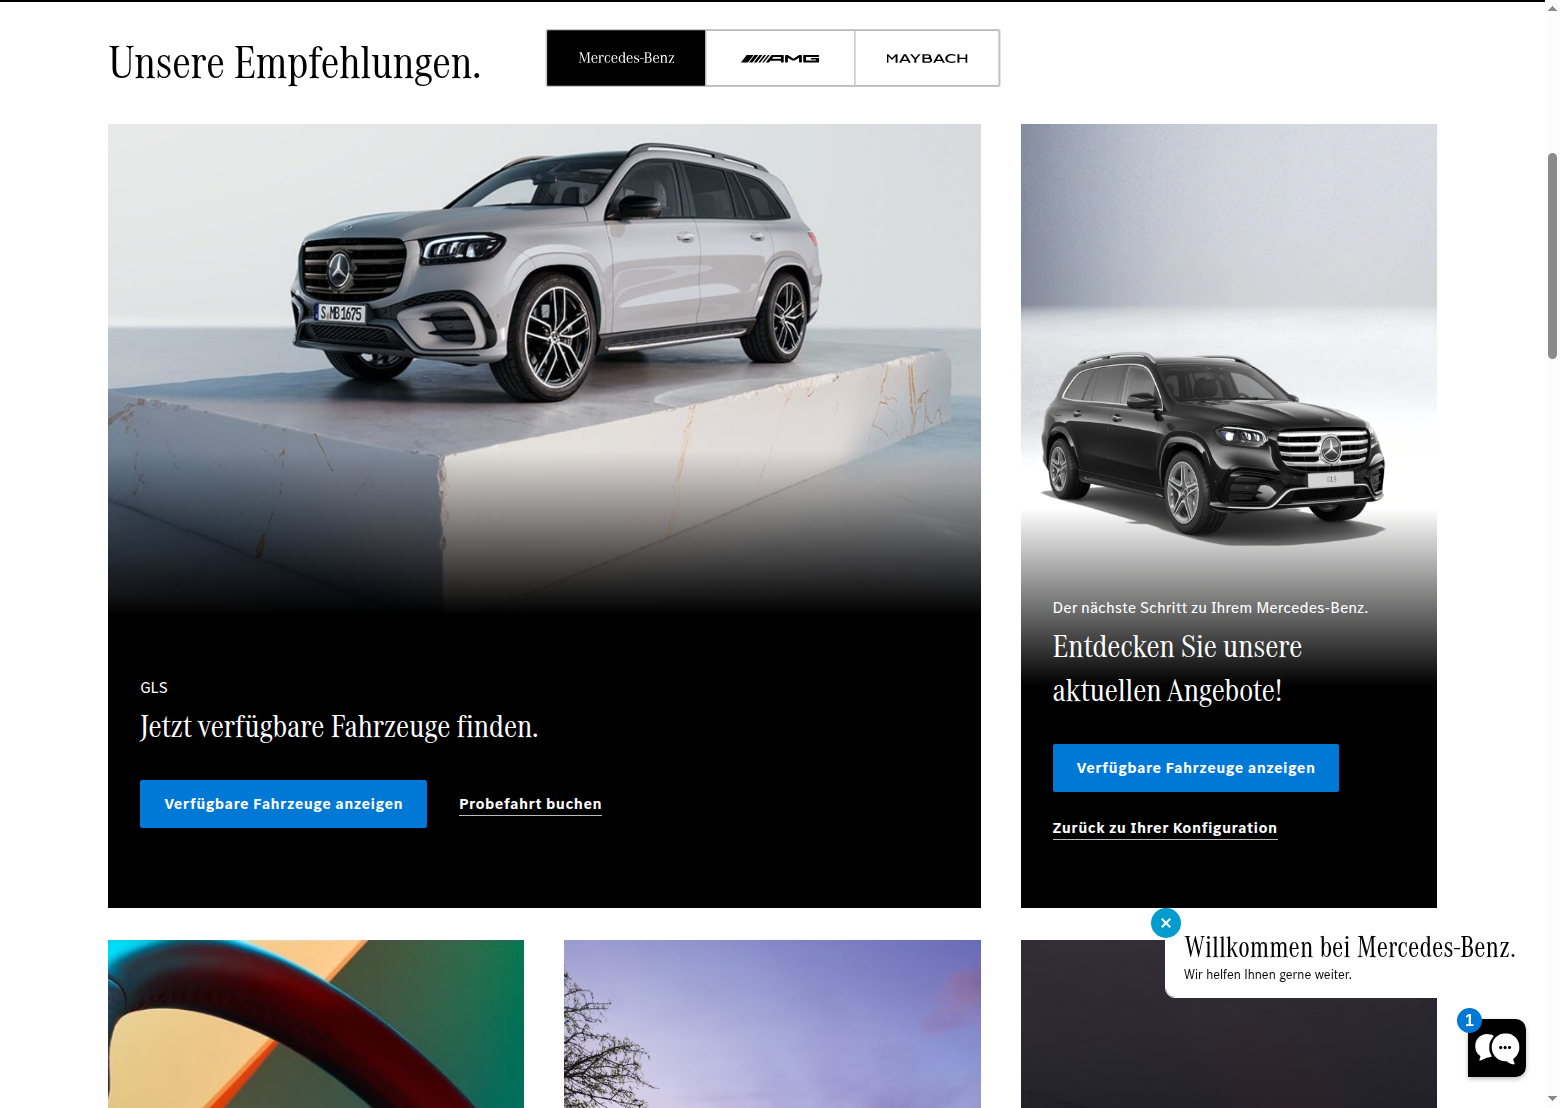 Unsere Empfehlungen.
Mercedes-Benz
AMG
MAYBACH
S MB 1675
GLS
Jetzt verfügbare Fahrzeuge finden.
Verfügbare Fahrzeuge anzeigen
Probefahrt buchen
GLS
Der nächste Schritt zu Ihrem Mercedes-Benz.
Entdecken Sie unsere
aktuellen Angebote!
Verfügbare Fahrzeuge anzeigen
Zurück zu Ihrer Konfiguration
Willkommen bei Mercedes-Benz.
Wir helfen Ihnen gerne weiter.
1